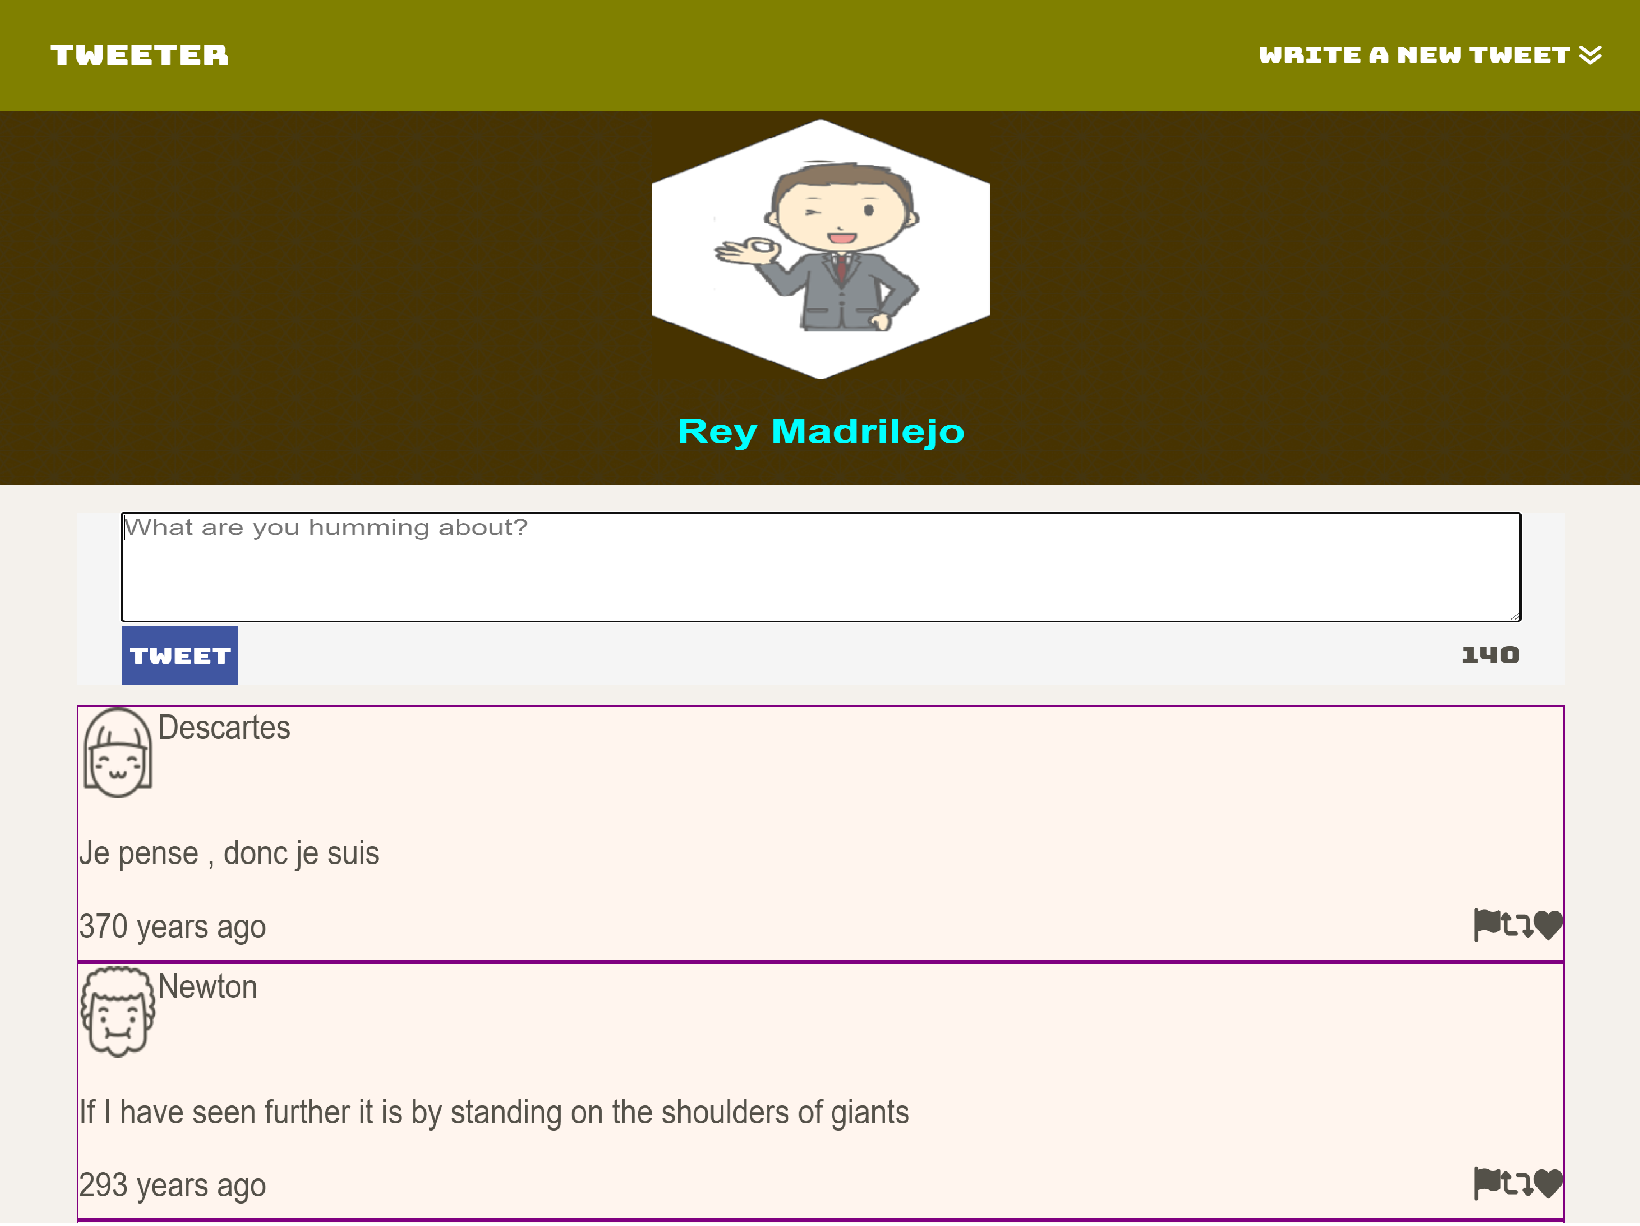 TWEETER
WRITE A NEW TWEET
Rey Madrilejo
What are you humming about?
TWEET
140
Descartes
Je pense , donc je suis
370 years ago
Newton
If I have seen further it is by standing on the shoulders of giants
293 years ago